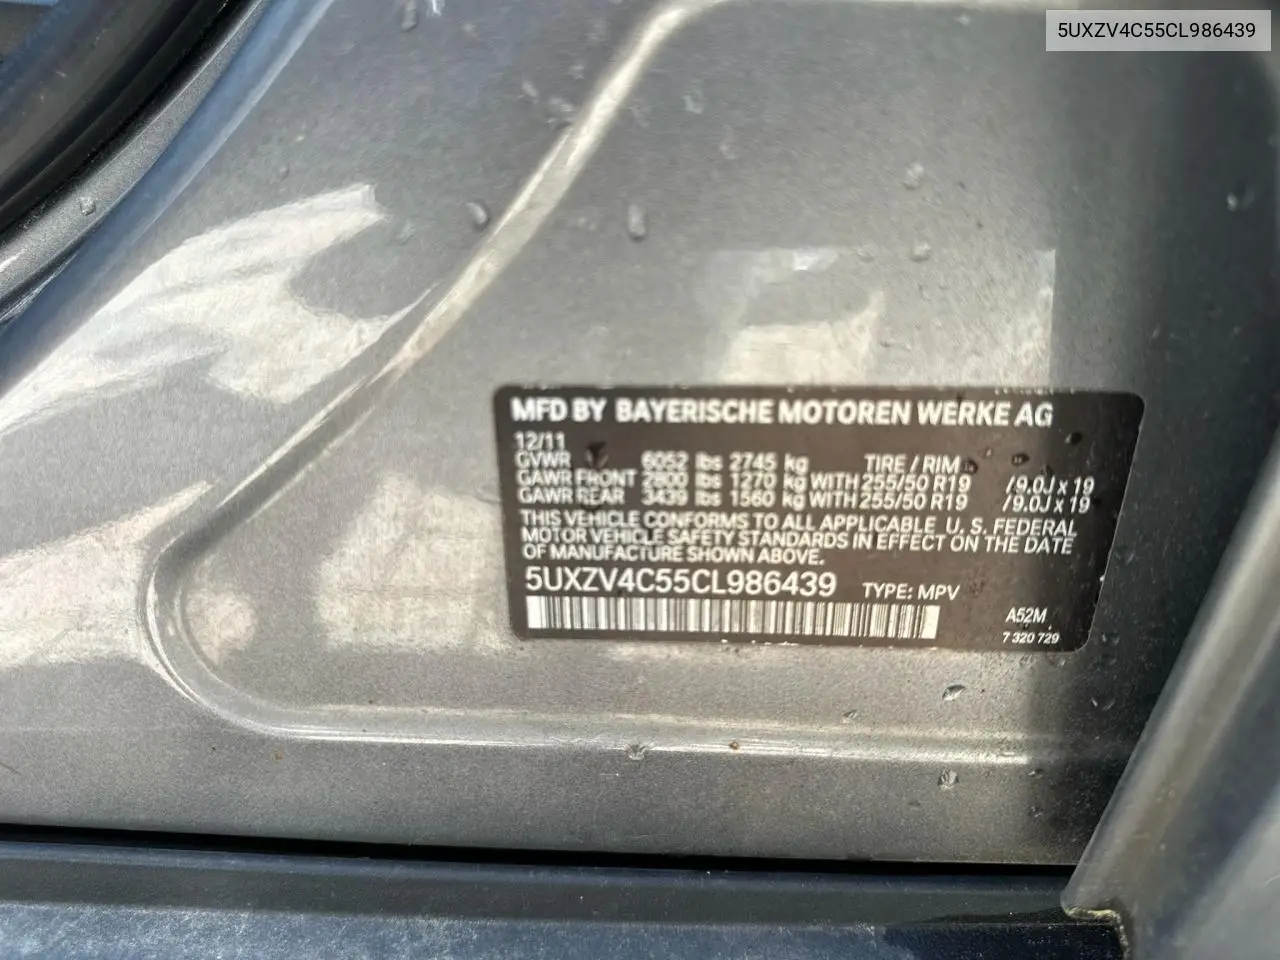 5UXZV4C55CL986439
MFD BY BAYERISCHE MOTOREN WERKE AG
12/11
GVWR 6052 lbs 2745 kg TIRE / RIM
GAWR FRONT 2800 lbs 1270 kg WITH 255/50 R19 / 9.0J x 19
GAWR REAR 3439 lbs 1560 kg WITH 255/50 R19 / 9.0J x 19
THIS VEHICLE CONFORMS TO ALL APPLICABLE U. S. FEDERAL
MOTOR VEHICLE SAFETY STANDARDS IN EFFECT ON THE DATE
OF MANUFACTURE SHOWN ABOVE.
5UXZV4C55CL986439 TYPE: MPV
A52M
7 320 729